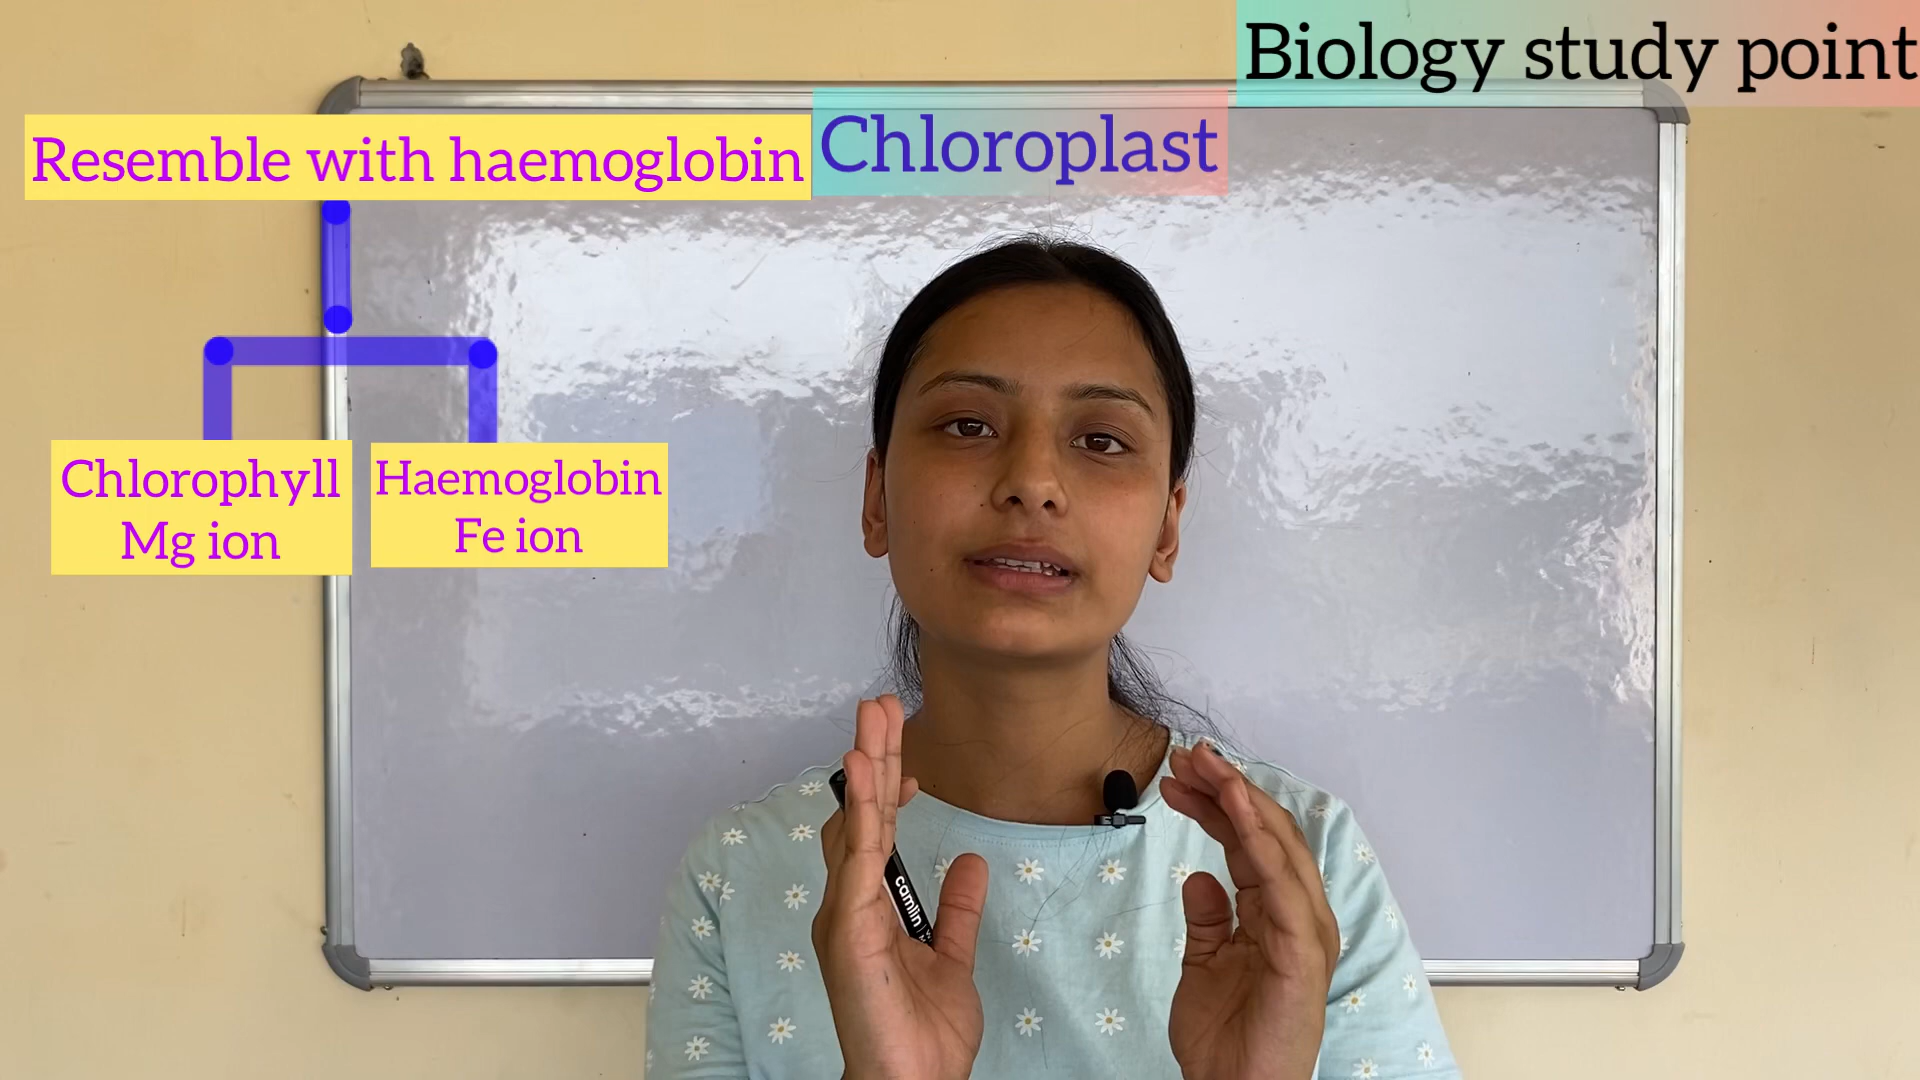 Biology study point
Resemble with haemoglobin
Chloroplast
Chlorophyll
Mg ion
Haemoglobin
Fe ion
camlin